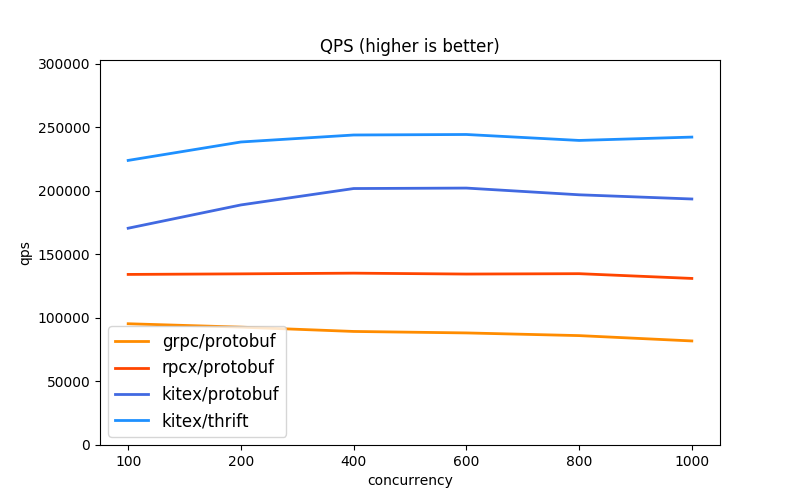 QPS (higher is better)
300000
250000
200000
150000
100000
50000
0
qps
grpc/protobuf
rpcx/protobuf
kitex/protobuf
kitex/thrift
100 200 400 600 800 1000
concurrency